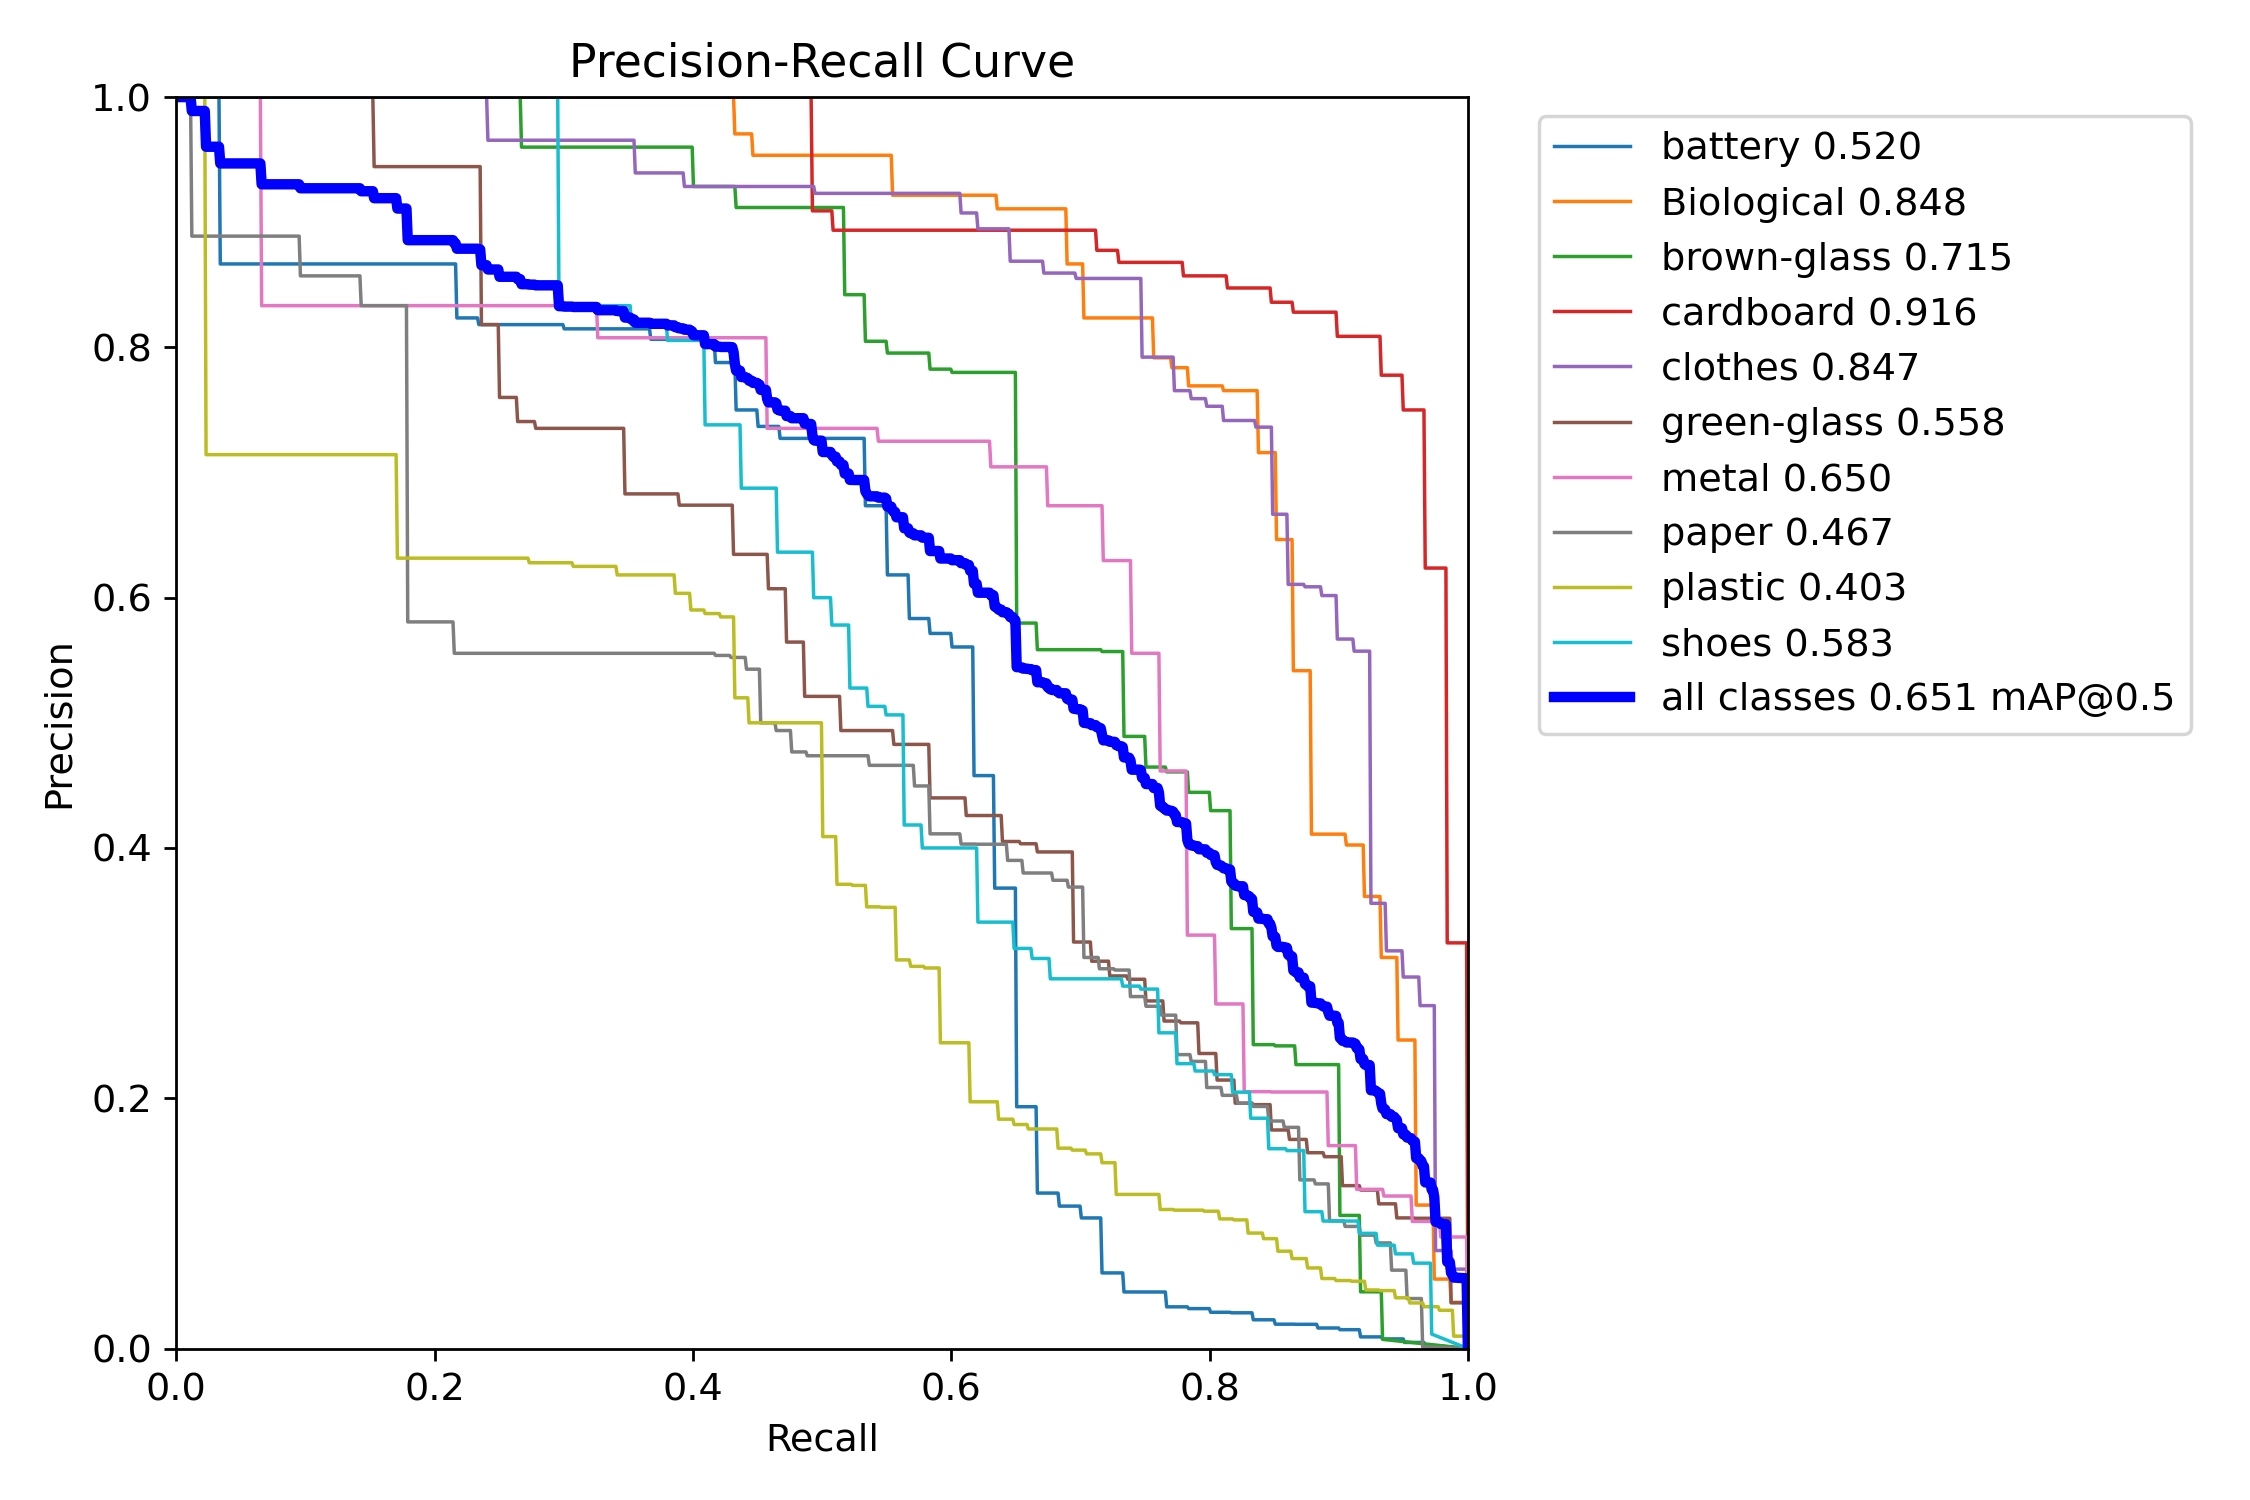 Precision-Recall Curve
1.0
0.8
0.6
0.4
0.2
0.0
Precision
0.0 0.2 0.4 0.6 0.8 1.0
Recall
battery 0.520
Biological 0.848
brown-glass 0.715
cardboard 0.916
clothes 0.847
green-glass 0.558
metal 0.650
paper 0.467
plastic 0.403
shoes 0.583
all classes 0.651 mAP@0.5